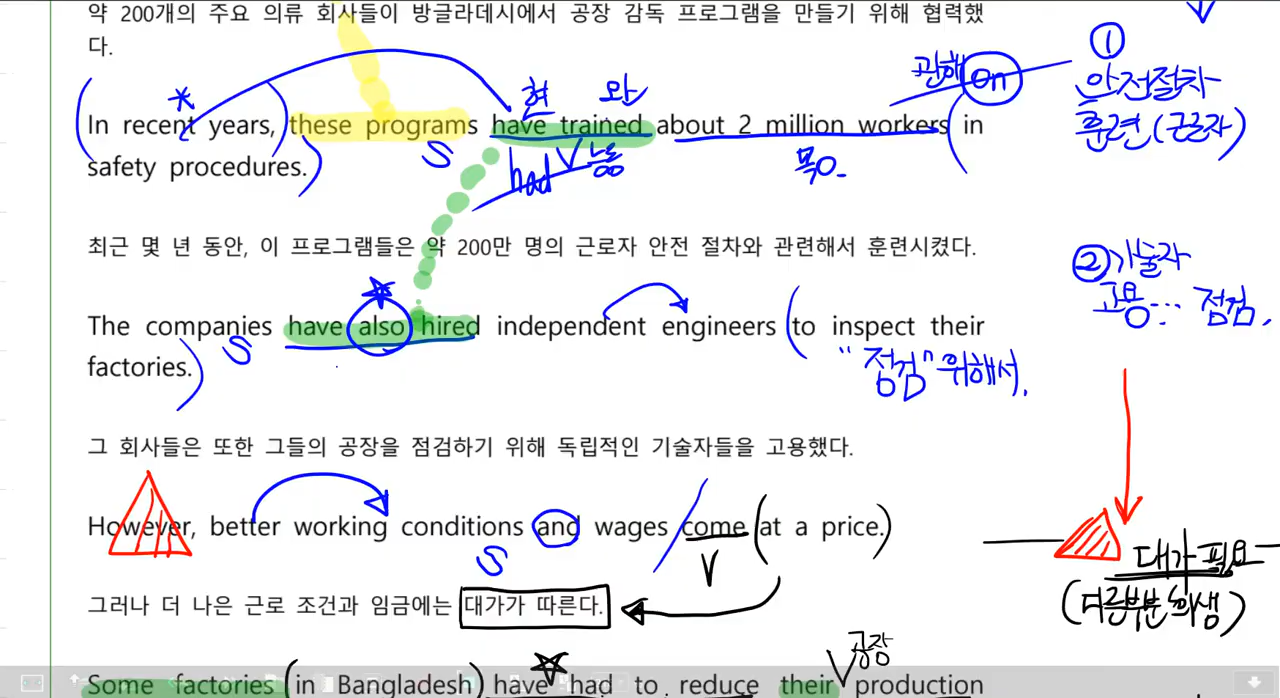 약 200개의 주요 의류 회사들이 방글라데시에서 공장 감독 프로그램을 만들기 위해 협력했
다.
관해 on
①
안전절차
훈련(근로자)
현 완
In recent years, these programs have trained about 2 million workers in
S had V 능동 목O.
safety procedures.
최근 몇 년 동안, 이 프로그램들은 약 200만 명의 근로자 안전 절차와 관련해서 훈련시켰다.
② 기술자
고용… 점검.
The companies have also hired independent engineers to inspect their
S
factories.
"점검" 위해서.
그 회사들은 또한 그들의 공장을 점검하기 위해 독립적인 기술자들을 고용했다.
However, better working conditions and wages come at a price.
S V
대가 필요
(다른부분 희생)
그러나 더 나은 근로 조건과 임금에는 대가가 따른다.
공장
Some factories (in Bangladesh) have had to reduce their production